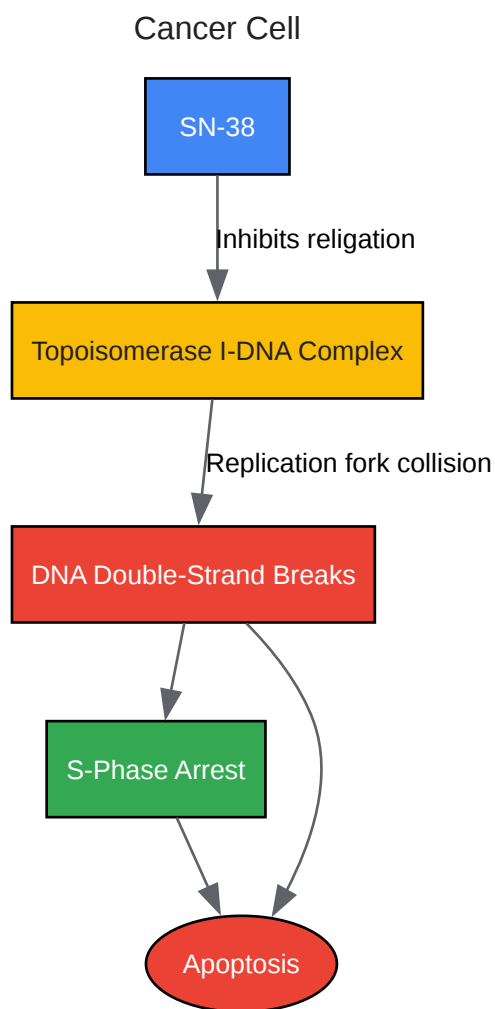 Cancer Cell
SN-38
Inhibits religation
Topoisomerase I-DNA Complex
Replication fork collision
DNA Double-Strand Breaks
S-Phase Arrest
Apoptosis